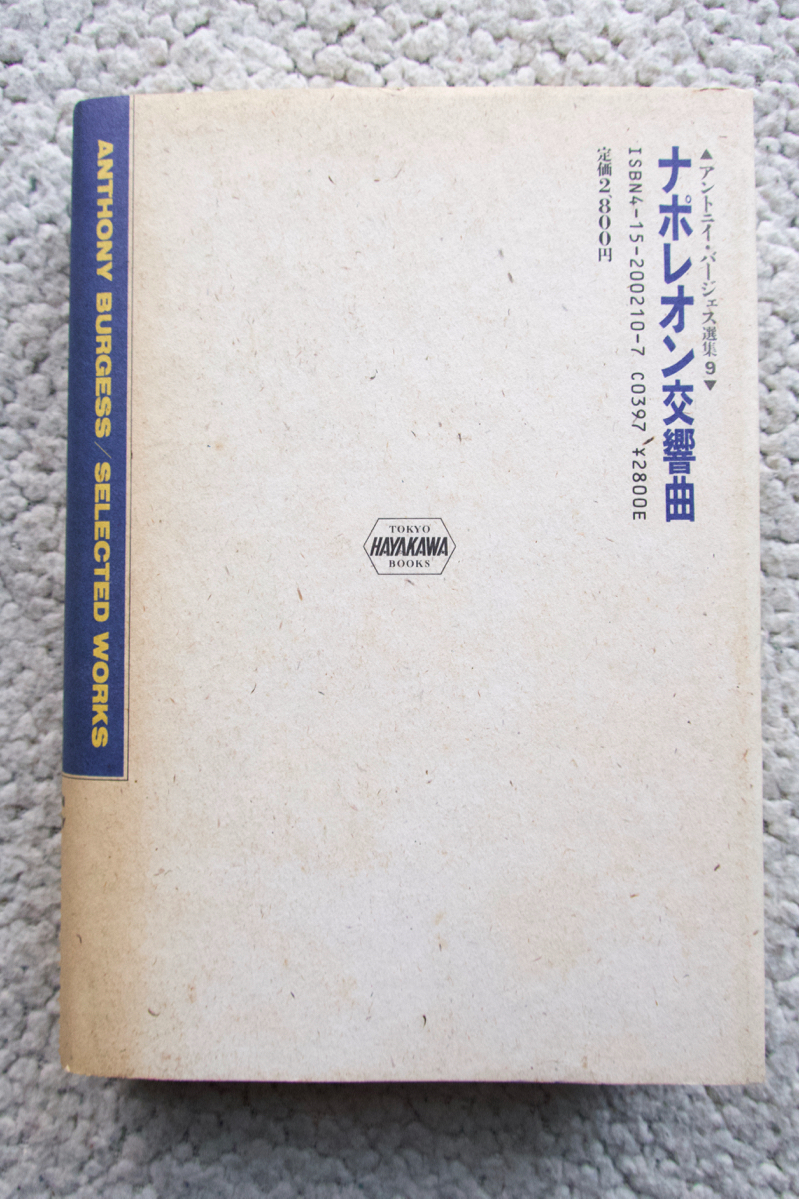 ▲アントニイ・バージェス選集9▼
ナポレオン交響曲
ISBN4-15-200210-7 C0397 ¥2800E
定価2,800円
TOKYO
HAYAKAWA
BOOKS
ANTHONY BURGESS / SELECTED WORKS